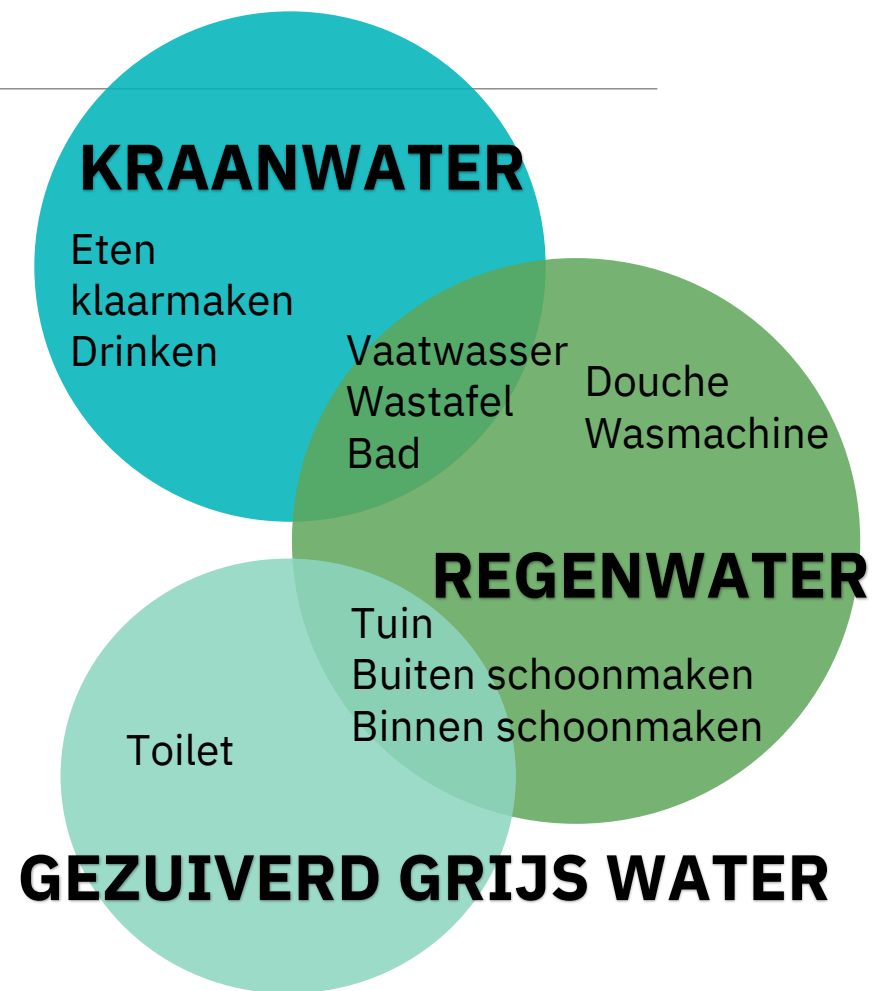 KRAANWATER
Eten
klaarmaken
Drinken
Vaatwasser
Wastafel
Bad
Douche
Wasmachine
REGENWATER
Tuin
Buiten schoonmaken
Binnen schoonmaken
Toilet
GEZUIVERD GRIJS WATER